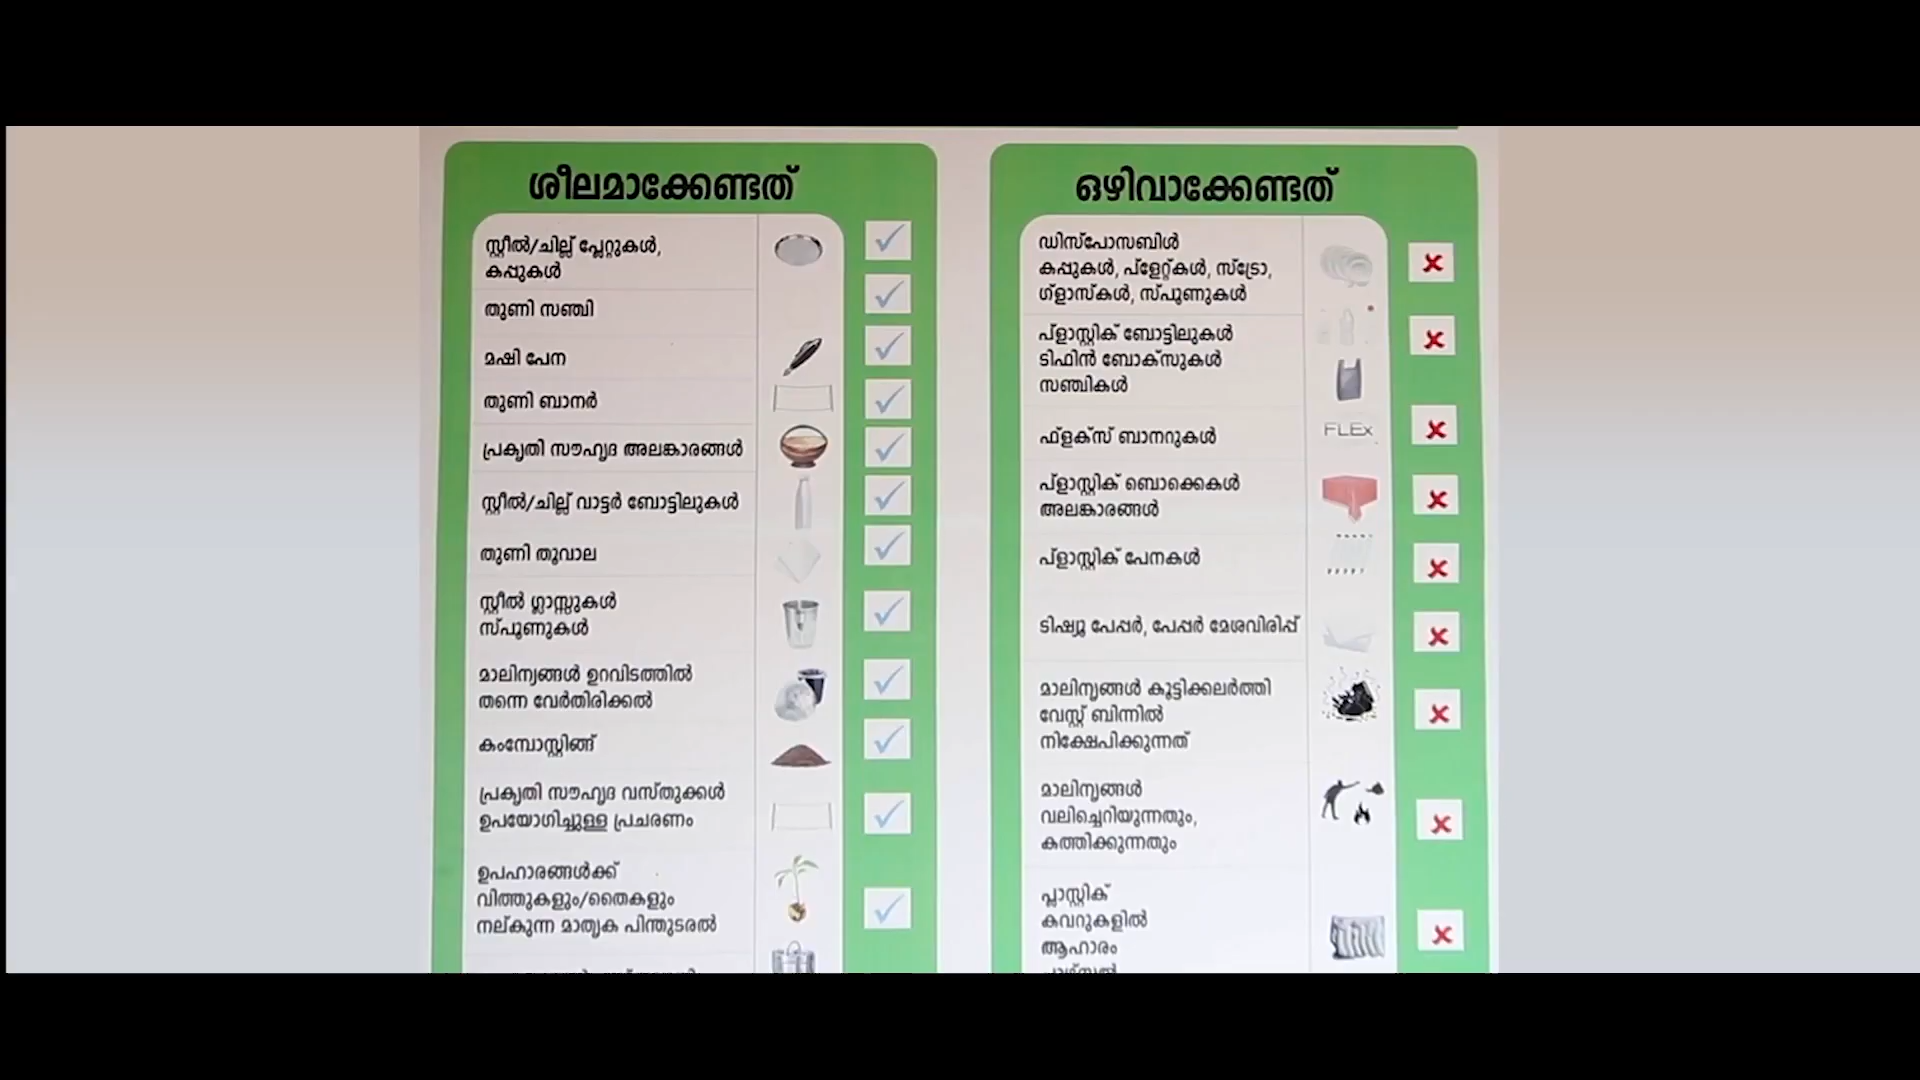 ശീലമാക്കേണ്ടത്
സ്റ്റീൽ/ചില്ല് പ്ലേറ്റുകൾ,
കപ്പുകൾ
തുണി സഞ്ചി
മഷി പേന
തുണി ബാനർ
പ്രകൃതി സൗഹൃദ അലങ്കാരങ്ങൾ
സ്റ്റീൽ/ചില്ല് വാട്ടർ ബോട്ടിലുകൾ
തുണി തൂവാല
സ്റ്റീൽ ഗ്ലാസ്സുകൾ
സ്പൂണുകൾ
മാലിന്യങ്ങൾ ഉറവിടത്തിൽ
തന്നെ വേർതിരിക്കൽ
കംമ്പോസ്റ്റിങ്ങ്
പ്രകൃതി സൗഹൃദ വസ്തുക്കൾ
ഉപയോഗിച്ചുള്ള പ്രചരണം
ഉപഹാരങ്ങൾക്ക്
വിത്തുകളും/തൈകളും
നല്കുന്ന മാതൃക പിന്തുടരൽ
ഒഴിവാക്കേണ്ടത്
ഡിസ്പോസബിൾ
കപ്പുകൾ, പ്ളേറ്റ്കൾ, സ്ട്രോ,
ഗ്ളാസ്കൾ, സ്പൂണുകൾ
പ്ളാസ്റ്റിക് ബോട്ടിലുകൾ
ടിഫിൻ ബോക്സുകൾ
സഞ്ചികൾ
ഫ്ളക്സ് ബാനറുകൾ
FLEX
പ്ളാസ്റ്റിക് ബൊക്കെകൾ
അലങ്കാരങ്ങൾ
പ്ളാസ്റ്റിക് പേനകൾ
ടിഷ്യൂ പേപ്പർ, പേപ്പർ മേശവിരിപ്പ്
മാലിന്യങ്ങൾ കൂട്ടിക്കലർത്തി
വേസ്റ്റ് ബിന്നിൽ
നിക്ഷേപിക്കുന്നത്
മാലിന്യങ്ങൾ
വലിച്ചെറിയുന്നതും,
കത്തിക്കുന്നതും
പ്ലാസ്റ്റിക്
കവറുകളിൽ
ആഹാരം